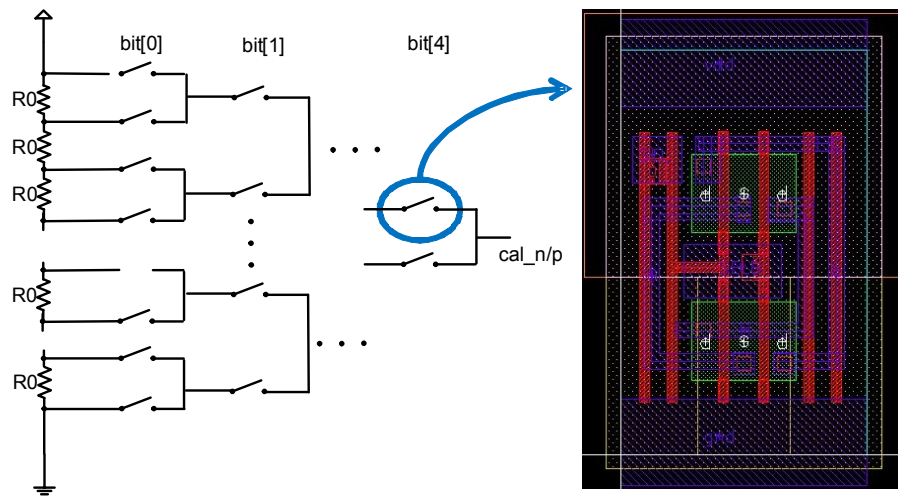 bit[0]
bit[1]
bit[4]
R0
R0
R0
R0
R0
cal_n/p
vdd
d
s
d
d
s
d
gnd